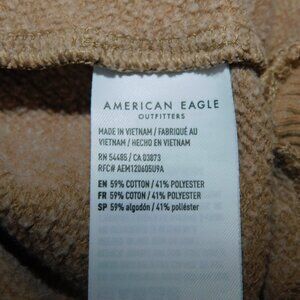 AMERICAN EAGLE
OUTFITTERS
MADE IN VIETNAM / FABRIQUÉ AU
VIETNAM / HECHO EN VIETNAM
RN 54485 / CA 03873
RFC# AEM120605U9A
EN 59% COTTON / 41% POLYESTER
FR 59% COTON / 41% POLYESTER
SP 59% algodón / 41% poliéster